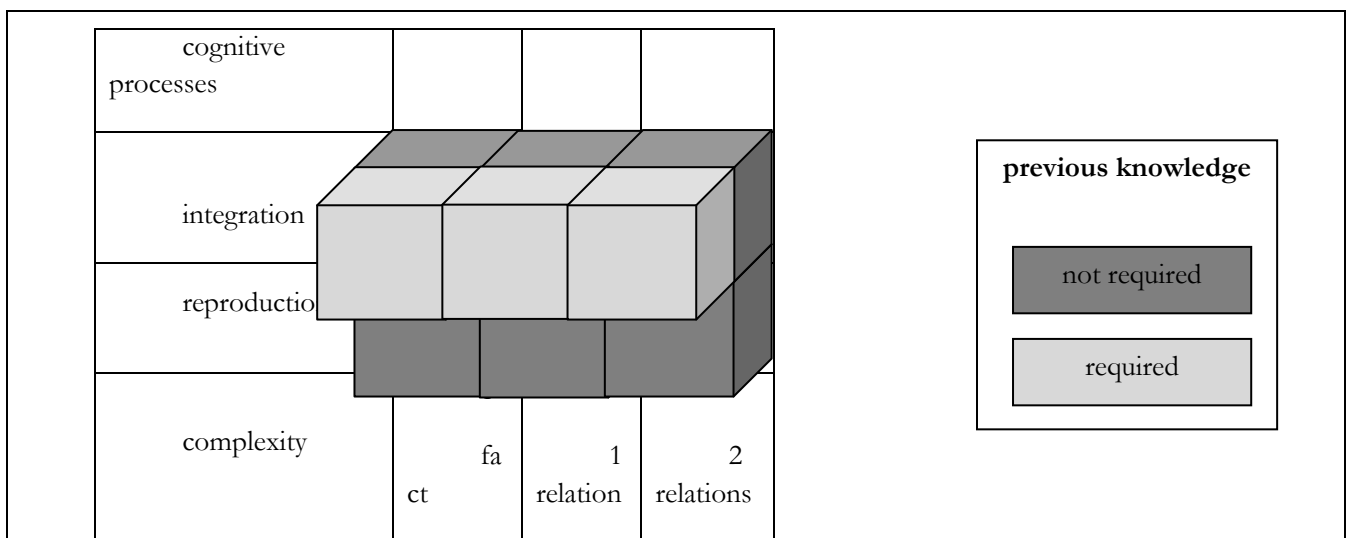 cognitive
processes
previous knowledge
integration
not required
reproductio
required
complexity
fa 1 2
ct relation relations